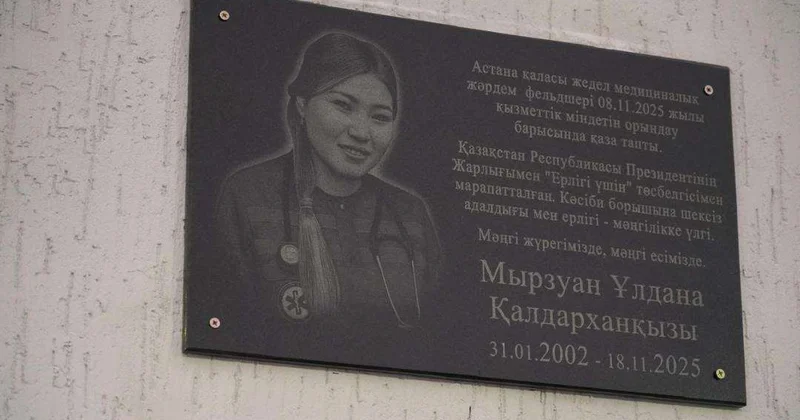 Астана қаласы жедел медициналық
жәрдем фельдшері 08.11.2025 жылы
қызметтік міндетін орындау
барысында қаза тапты.
Қазақстан Республикасы Президентінің
Жарлығымен "Ерлігі үшін" төсбелгісімен
марапатталған. Кәсіби борышына шексіз
адалдығы мен ерлігі - мәңгілікке үлгі.
Мәңгі жүрегімізде, мәңгі есімізде.
Мырзуан Ұлдана
Қалдарханқызы
31.01.2002 - 18.11.2025